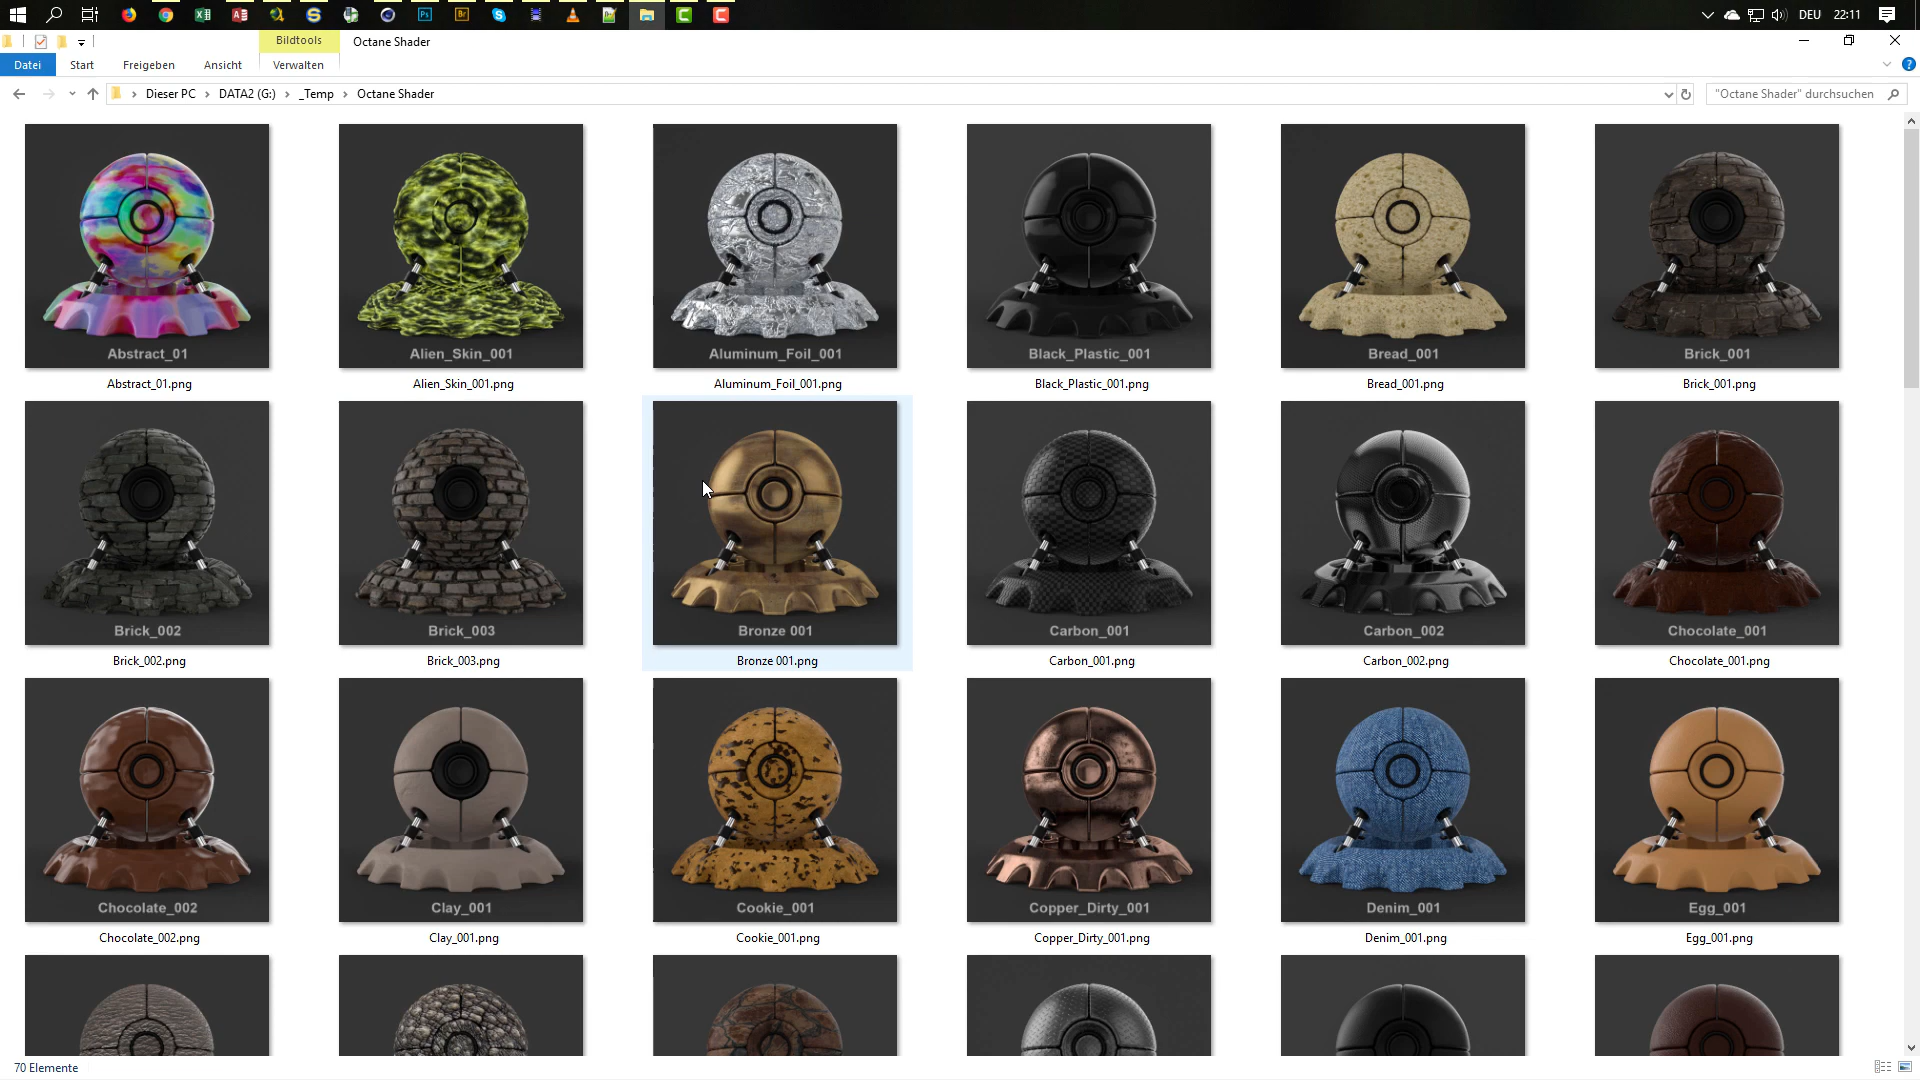 DEU 22:11
Bildtools Octane Shader
Datei Start Freigeben Ansicht Verwalten
Dieser PC DATA2 (G:) _Temp Octane Shader "Octane Shader" durchsuchen
Abstract_01 Alien_Skin_001 Aluminum_Foil_001 Black_Plastic_001 Bread_001 Brick_001
Abstract_01.png Alien_Skin_001.png Aluminum_Foil_001.png Black_Plastic_001.png Bread_001.png Brick_001.png
Brick_002 Brick_003 Bronze 001 Carbon_001 Carbon_002 Chocolate_001
Brick_002.png Brick_003.png Bronze 001.png Carbon_001.png Carbon_002.png Chocolate_001.png
Chocolate_002 Clay_001 Cookie_001 Copper_Dirty_001 Denim_001 Egg_001
Chocolate_002.png Clay_001.png Cookie_001.png Copper_Dirty_001.png Denim_001.png Egg_001.png
70 Elemente